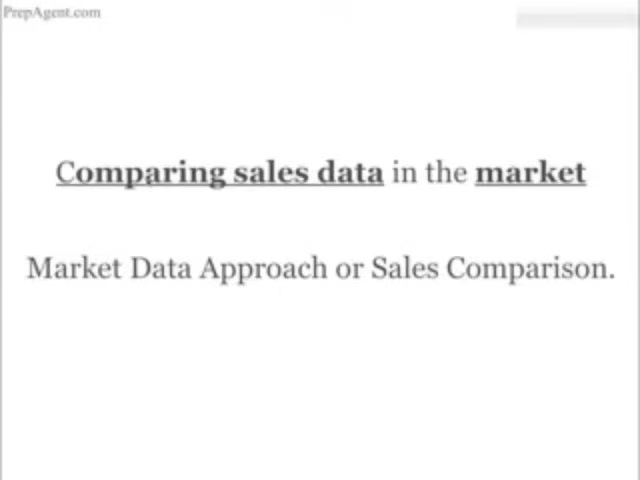 PrepAgent.com
Comparing sales data in the market
Market Data Approach or Sales Comparison.